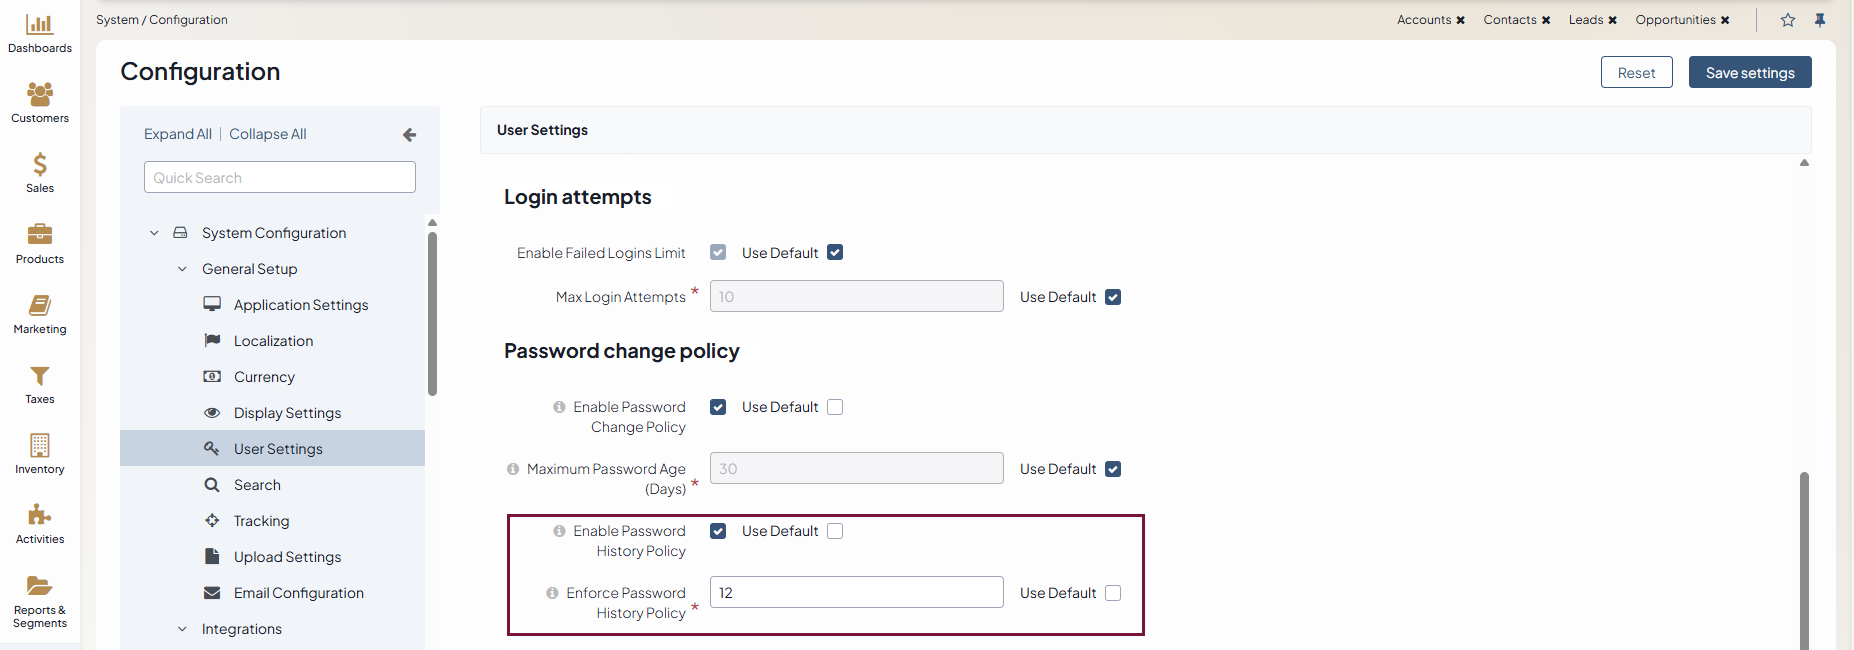 System / Configuration
Accounts ✖ Contacts ✖ Leads ✖ Opportunities ✖
Dashboards
Customers
Sales
Products
Marketing
Taxes
Inventory
Activities
Reports &
Segments
Configuration
Reset
Save settings
Expand All | Collapse All
Quick Search
System Configuration
General Setup
Application Settings
Localization
Currency
Display Settings
User Settings
Search
Tracking
Upload Settings
Email Configuration
Integrations
User Settings
Login attempts
Enable Failed Logins Limit Use Default
Max Login Attempts * 10 Use Default
Password change policy
Enable Password
Change Policy
Use Default
Maximum Password Age
(Days) *
30 Use Default
Enable Password
History Policy
Use Default
Enforce Password
History Policy *
12 Use Default